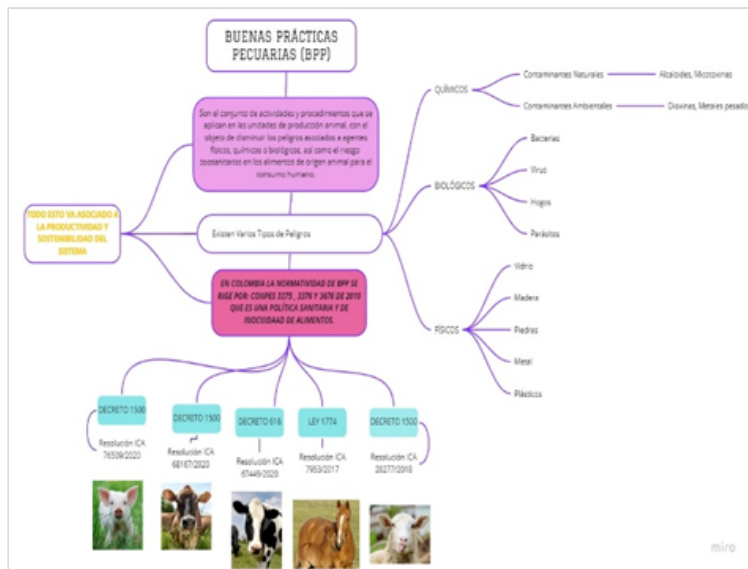 BUENAS PRÁCTICAS
PECUARIAS (BPP)
Son el conjunto de actividades y procedimientos que se
aplican en las unidades de producción animal, con el
objeto de disminuir los peligros asociados a agentes
físicos, químicos o biológicos, así como el riesgo
zoosanitario en los alimentos de origen animal para el
consumo humano.
TODO ESTO VA ASOCIADO A
LA PRODUCTIVIDAD Y
SOSTENIBILIDAD DEL
SISTEMA
Existen Varios Tipos de Peligros
EN COLOMBIA LA NORMATIVIDAD DE BPP SE
RIGE POR: CONPES 3375 , 3376 Y 3676 DE 2010
QUE ES UNA POLÍTICA SANITARIA Y DE
INOCUIDAAD DE ALIMENTOS.
QUÍMICOS
Contaminantes Naturales
Alcaloides, Micotoxinas
Contaminantes Ambientales
Dioxinas, Metales pesados
BIOLÓGICOS
Bacterias
Virus
Hogos
Parásitos
FÍSICOS
Vidrio
Madera
Piedras
Metal
Plásticos
DECRETO 1500
Resolución ICA
76509/2020
DECRETO 1500
Resolución ICA
68167/2020
DECRETO 616
Resolución ICA
67449/2020
LEY 1774
Resolución ICA
7953/2017
DECRETO 1500
Resolución ICA
20277/2018
miro